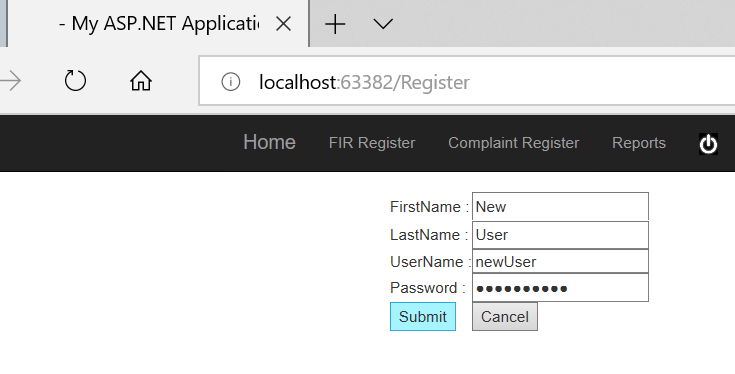 - My ASP.NET Applicati
localhost:63382/Register
Home FIR Register Complaint Register Reports
FirstName : New
LastName : User
UserName : newUser
Password : ●●●●●●●●●●
Submit Cancel